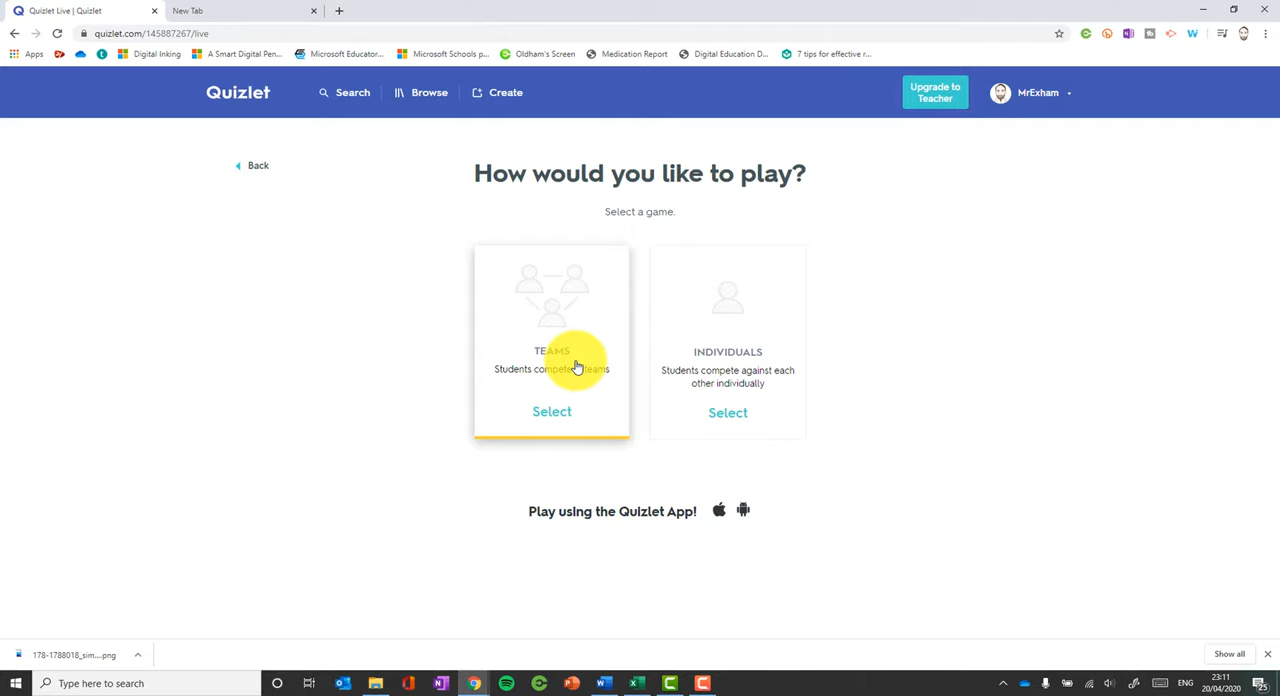 Quizlet Live | Quizlet
New Tab
quizlet.com/145887267/live
Apps
Digital Inking
A Smart Digital Pen...
Microsoft Educator...
Microsoft Schools p...
Oldham's Screen
Medication Report
Digital Education D...
7 tips for effective r...
Quizlet
Search
Browse
Create
Upgrade to
Teacher
MrExham
Back
How would you like to play?
Select a game.
TEAMS
Students compete teams
Select
INDIVIDUALS
Students compete against each
other individually
Select
Play using the Quizlet App!
178-1788018_sim....png
Show all
Type here to search
ENG
23:11
20/04/2020
25